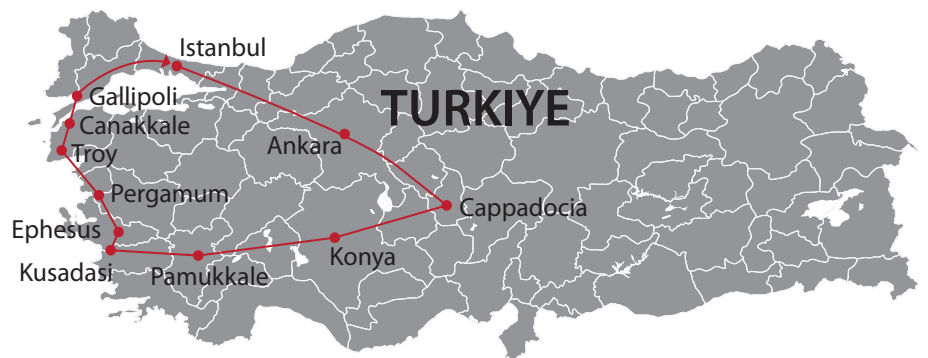 Istanbul
Gallipoli
TURKIYE
Canakkale
Ankara
Troy
Pergamum
Cappadocia
Ephesus
Konya
Kusadasi
Pamukkale